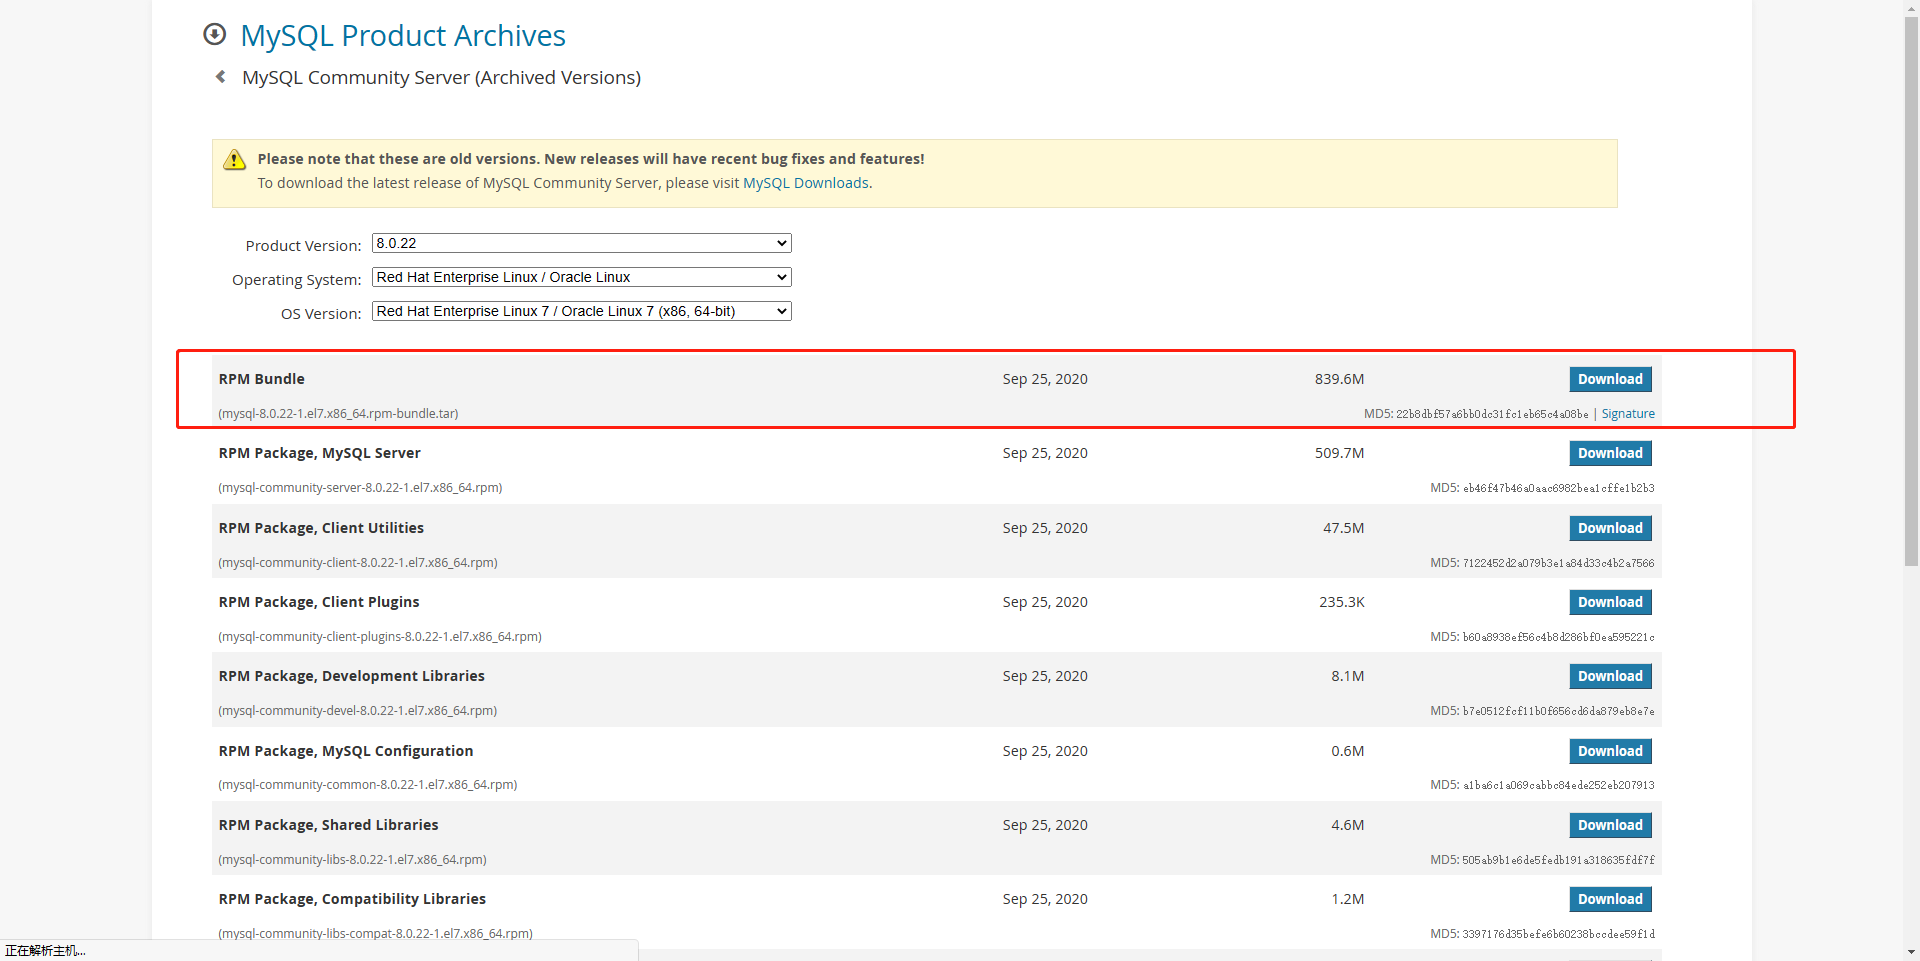 MySQL Product Archives
MySQL Community Server (Archived Versions)
Please note that these are old versions. New releases will have recent bug fixes and features!
To download the latest release of MySQL Community Server, please visit MySQL Downloads.
Product Version: 8.0.22
Operating System: Red Hat Enterprise Linux / Oracle Linux
OS Version: Red Hat Enterprise Linux 7 / Oracle Linux 7 (x86, 64-bit)
RPM Bundle Sep 25, 2020 839.6M Download
(mysql-8.0.22-1.el7.x86_64.rpm-bundle.tar) MD5: 22b8dbf57a6bb0dc31fc1eb65c4a08be | Signature
RPM Package, MySQL Server Sep 25, 2020 509.7M Download
(mysql-community-server-8.0.22-1.el7.x86_64.rpm) MD5: eb46f47b46a0aac6982bea1cffe1b2b3
RPM Package, Client Utilities Sep 25, 2020 47.5M Download
(mysql-community-client-8.0.22-1.el7.x86_64.rpm) MD5: 7122452d2a079b3e1a84d33c4b2a7566
RPM Package, Client Plugins Sep 25, 2020 235.3K Download
(mysql-community-client-plugins-8.0.22-1.el7.x86_64.rpm) MD5: b60a8938ef56c4b8d286bf0ea595221c
RPM Package, Development Libraries Sep 25, 2020 8.1M Download
(mysql-community-devel-8.0.22-1.el7.x86_64.rpm) MD5: b7e0512fcf11b0f656cd6da879eb8e7e
RPM Package, MySQL Configuration Sep 25, 2020 0.6M Download
(mysql-community-common-8.0.22-1.el7.x86_64.rpm) MD5: a1ba6c1a069cabbc84ede252eb207913
RPM Package, Shared Libraries Sep 25, 2020 4.6M Download
(mysql-community-libs-8.0.22-1.el7.x86_64.rpm) MD5: 505ab9b1e6de5fedb191a318635fdf7f
RPM Package, Compatibility Libraries Sep 25, 2020 1.2M Download
(mysql-community-libs-compat-8.0.22-1.el7.x86_64.rpm) MD5: 3397176d35befe6b60238bccdee59f1d
正在解析主机...